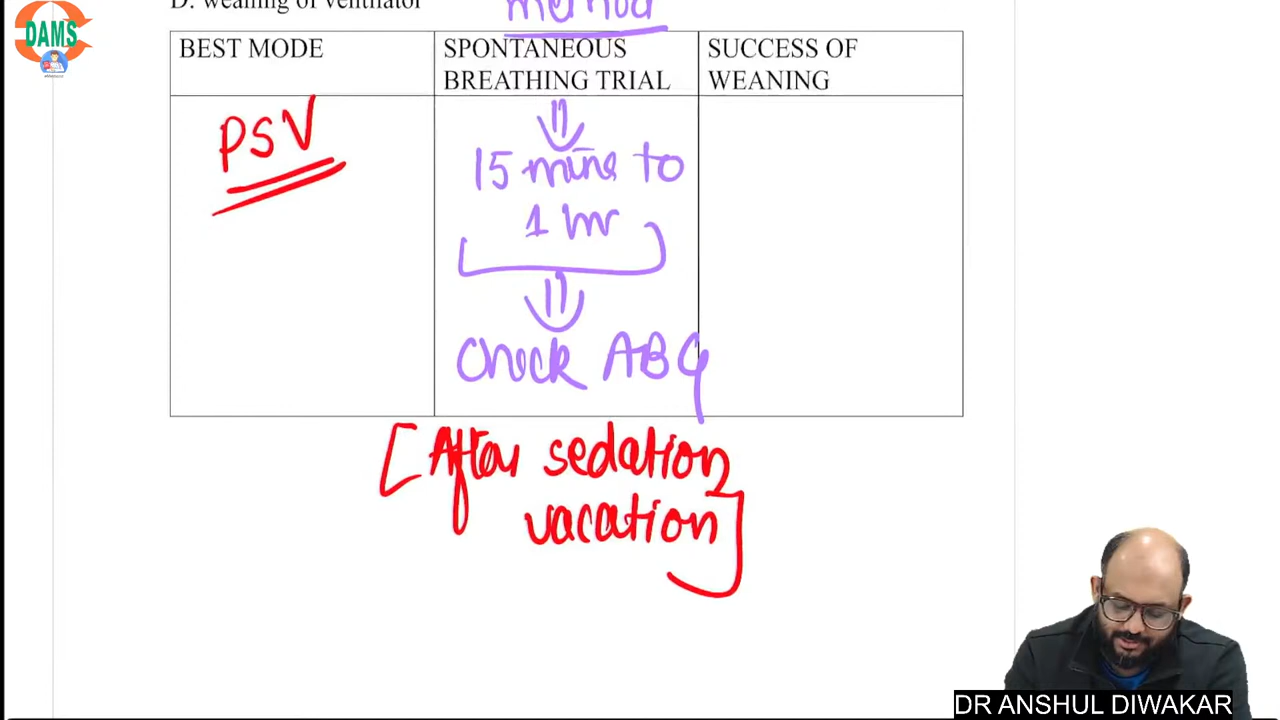 D. weaning of ventilator
method
DAMS
BEST MODE
SPONTANEOUS
BREATHING TRIAL
SUCCESS OF
WEANING
PSV
15 mins to
1 hr
Check ABG
[After sedation
vacation]
DR ANSHUL DIWAKAR